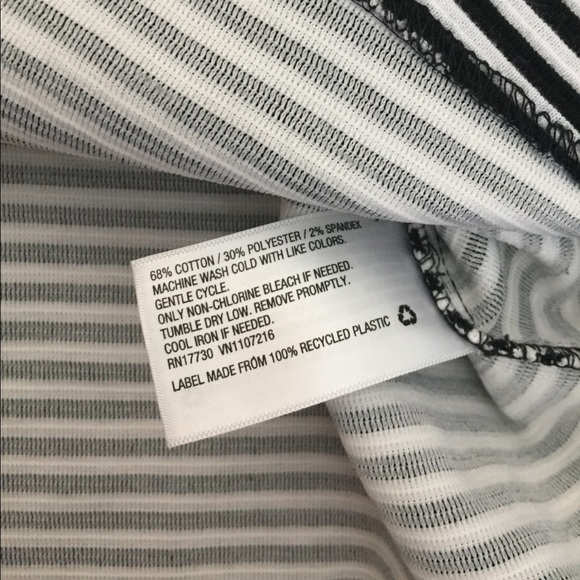 68% COTTON / 30% POLYESTER / 2% SPANDEX
MACHINE WASH COLD WITH LIKE COLORS.
GENTLE CYCLE.
ONLY NON-CHLORINE BLEACH IF NEEDED.
TUMBLE DRY LOW. REMOVE PROMPTLY.
COOL IRON IF NEEDED.
RN17730 VN1107216
LABEL MADE FROM 100% RECYCLED PLASTIC